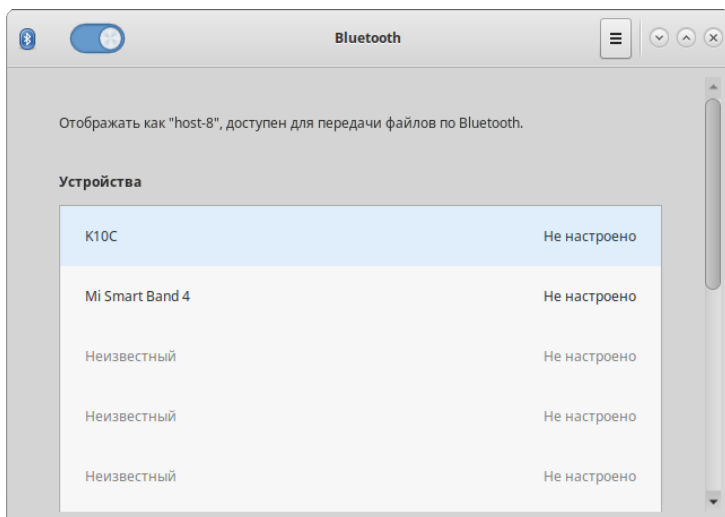 Bluetooth
Отображать как "host-8", доступен для передачи файлов по Bluetooth.
Устройства
K10C Не настроено
Mi Smart Band 4 Не настроено
Неизвестный Не настроено
Неизвестный Не настроено
Неизвестный Не настроено